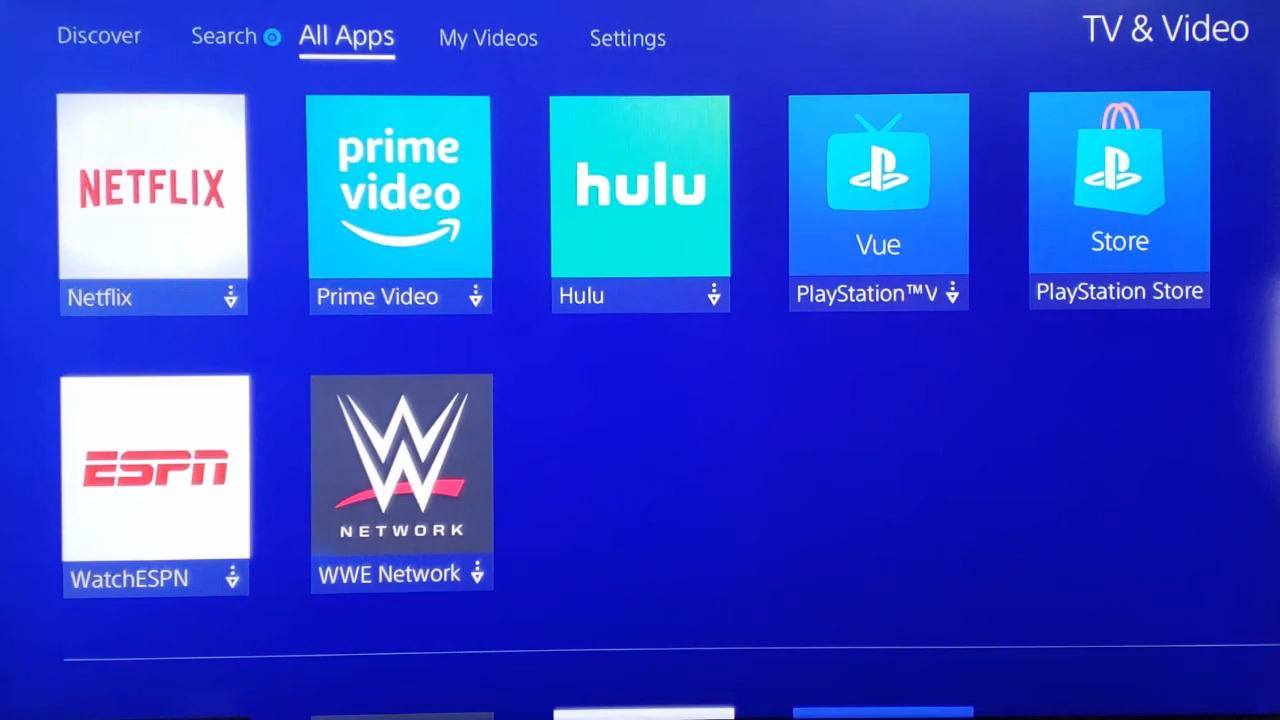 Discover Search All Apps My Videos Settings
TV & Video
NETFLIX
Netflix
prime
video
Prime Video
hulu
Hulu
Vue
PlayStation™V
Store
PlayStation Store
ESPN
WatchESPN
W
NETWORK
WWE Network